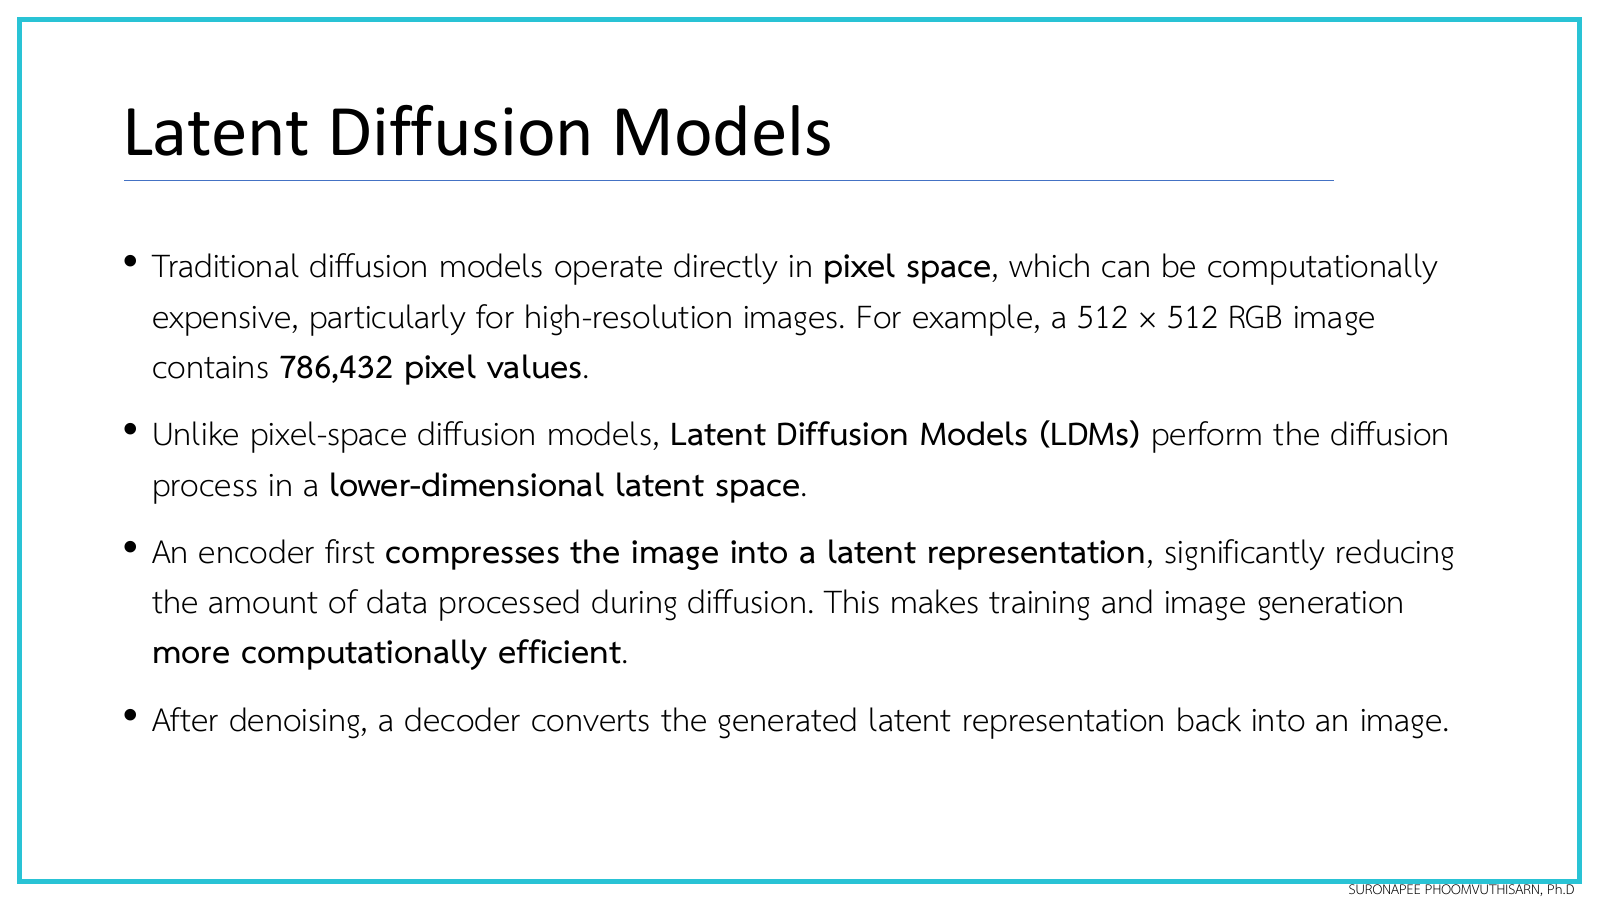 Latent Diffusion Models
• Traditional diffusion models operate directly in pixel space, which can be computationally
expensive, particularly for high-resolution images. For example, a 512 × 512 RGB image
contains 786,432 pixel values.
• Unlike pixel-space diffusion models, Latent Diffusion Models (LDMs) perform the diffusion
process in a lower-dimensional latent space.
• An encoder first compresses the image into a latent representation, significantly reducing
the amount of data processed during diffusion. This makes training and image generation
more computationally efficient.
• After denoising, a decoder converts the generated latent representation back into an image.
SURONAPEE PHOOMVUTHISARN, Ph.D